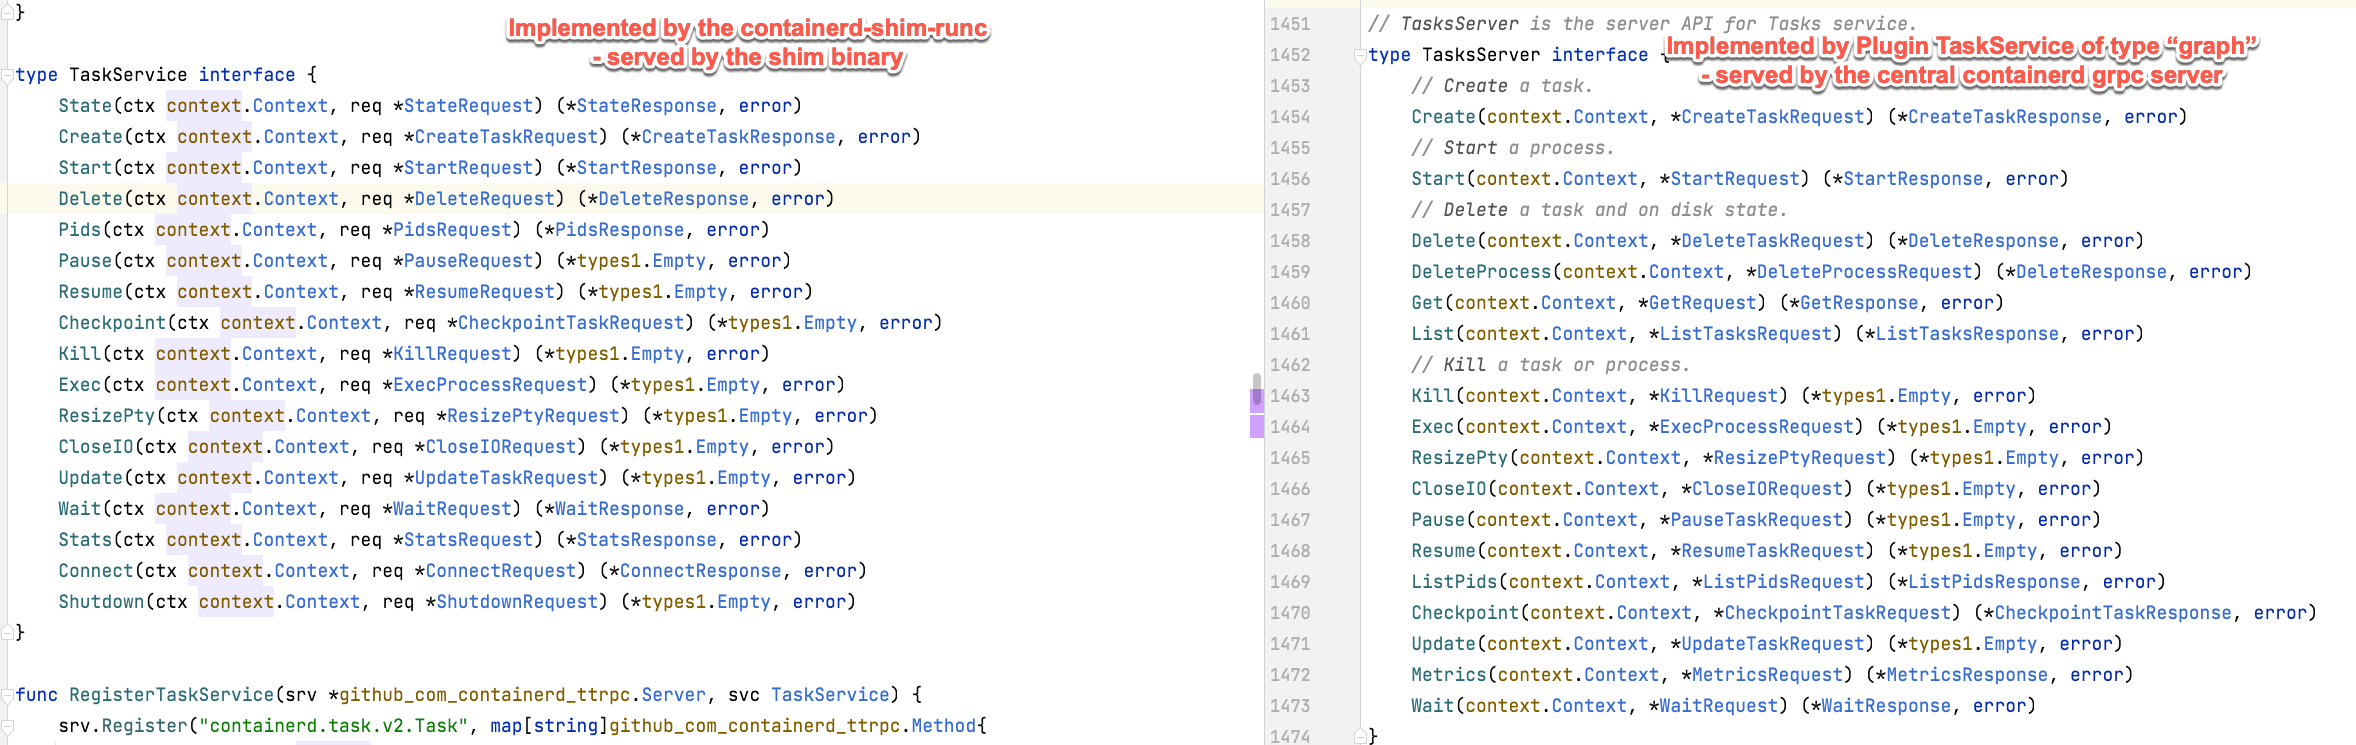 }
Implemented by the containerd-shim-runc
- served by the shim binary
type TaskService interface {
State(ctx context.Context, req *StateRequest) (*StateResponse, error)
Create(ctx context.Context, req *CreateTaskRequest) (*CreateTaskResponse, error)
Start(ctx context.Context, req *StartRequest) (*StartResponse, error)
Delete(ctx context.Context, req *DeleteRequest) (*DeleteResponse, error)
Pids(ctx context.Context, req *PidsRequest) (*PidsResponse, error)
Pause(ctx context.Context, req *PauseRequest) (*types1.Empty, error)
Resume(ctx context.Context, req *ResumeRequest) (*types1.Empty, error)
Checkpoint(ctx context.Context, req *CheckpointTaskRequest) (*types1.Empty, error)
Kill(ctx context.Context, req *KillRequest) (*types1.Empty, error)
Exec(ctx context.Context, req *ExecProcessRequest) (*types1.Empty, error)
ResizePty(ctx context.Context, req *ResizePtyRequest) (*types1.Empty, error)
CloseIO(ctx context.Context, req *CloseIORequest) (*types1.Empty, error)
Update(ctx context.Context, req *UpdateTaskRequest) (*types1.Empty, error)
Wait(ctx context.Context, req *WaitRequest) (*WaitResponse, error)
Stats(ctx context.Context, req *StatsRequest) (*StatsResponse, error)
Connect(ctx context.Context, req *ConnectRequest) (*ConnectResponse, error)
Shutdown(ctx context.Context, req *ShutdownRequest) (*types1.Empty, error)
}
func RegisterTaskService(srv *github_com_containerd_ttrpc.Server, svc TaskService) {
srv.Register("containerd.task.v2.Task", map[string]github_com_containerd_ttrpc.Method{
1451 // TasksServer is the server API for Tasks service.
Implemented by Plugin TaskService of type “graph”
- served by the central containerd grpc server
1452 type TasksServer interface {
1453 // Create a task.
1454 Create(context.Context, *CreateTaskRequest) (*CreateTaskResponse, error)
1455 // Start a process.
1456 Start(context.Context, *StartRequest) (*StartResponse, error)
1457 // Delete a task and on disk state.
1458 Delete(context.Context, *DeleteTaskRequest) (*DeleteResponse, error)
1459 DeleteProcess(context.Context, *DeleteProcessRequest) (*DeleteResponse, error)
1460 Get(context.Context, *GetRequest) (*GetResponse, error)
1461 List(context.Context, *ListTasksRequest) (*ListTasksResponse, error)
1462 // Kill a task or process.
1463 Kill(context.Context, *KillRequest) (*types1.Empty, error)
1464 Exec(context.Context, *ExecProcessRequest) (*types1.Empty, error)
1465 ResizePty(context.Context, *ResizePtyRequest) (*types1.Empty, error)
1466 CloseIO(context.Context, *CloseIORequest) (*types1.Empty, error)
1467 Pause(context.Context, *PauseTaskRequest) (*types1.Empty, error)
1468 Resume(context.Context, *ResumeTaskRequest) (*types1.Empty, error)
1469 ListPids(context.Context, *ListPidsRequest) (*ListPidsResponse, error)
1470 Checkpoint(context.Context, *CheckpointTaskRequest) (*CheckpointTaskResponse, error)
1471 Update(context.Context, *UpdateTaskRequest) (*types1.Empty, error)
1472 Metrics(context.Context, *MetricsRequest) (*MetricsResponse, error)
1473 Wait(context.Context, *WaitRequest) (*WaitResponse, error)
1474 }